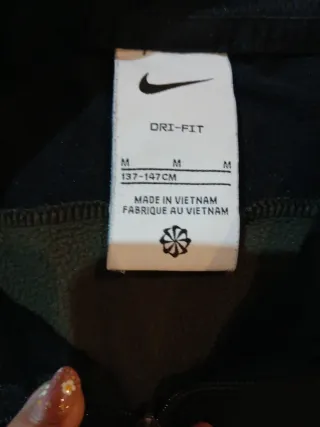 DRI-FIT
M M M
137-147CM
MADE IN VIETNAM
FABRIQUE AU VIETNAM